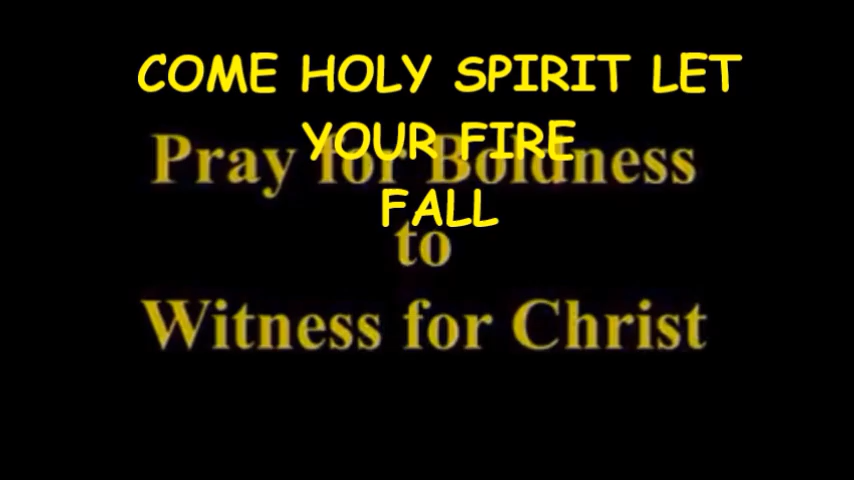 COME HOLY SPIRIT LET
YOUR FIRE
Pray for Boldness
FALL
to
Witness for Christ